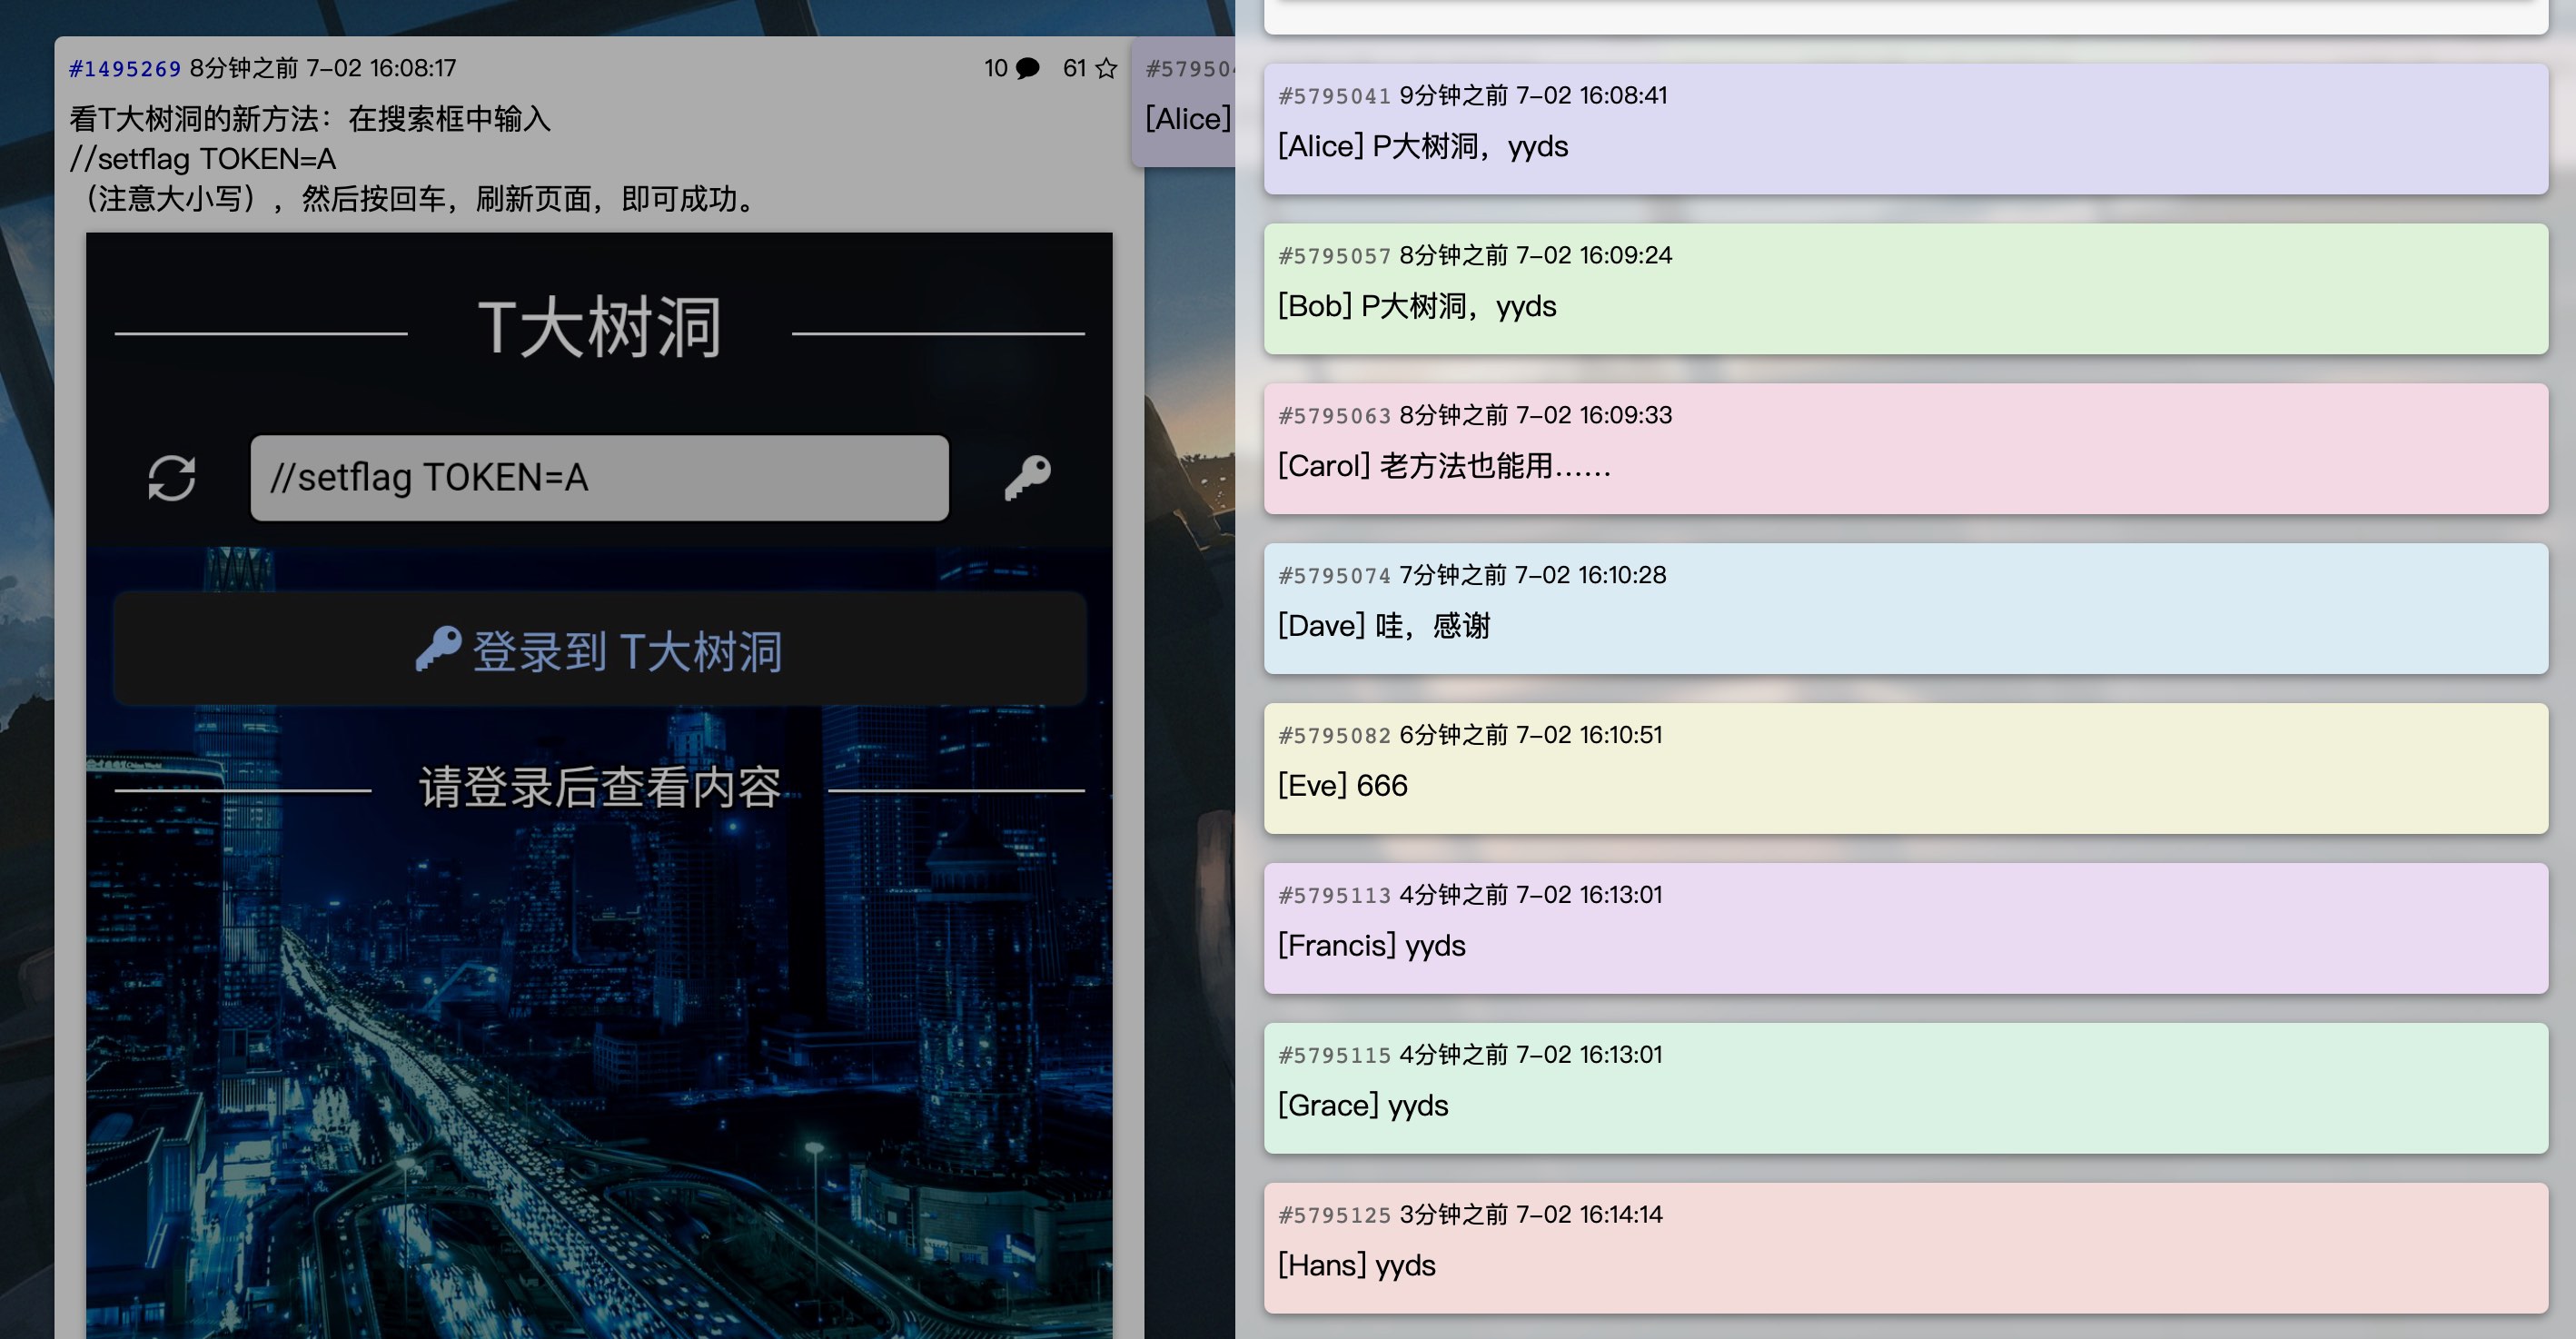 #1495269 8分钟之前 7-02 16:08:17 10 61
看T大树洞的新方法：在搜索框中输入
//setflag TOKEN=A
（注意大小写），然后按回车，刷新页面，即可成功。
T大树洞
//setflag TOKEN=A
登录到 T大树洞
请登录后查看内容
#579504
[Alice]
#5795041 9分钟之前 7-02 16:08:41
[Alice] P大树洞，yyds
#5795057 8分钟之前 7-02 16:09:24
[Bob] P大树洞，yyds
#5795063 8分钟之前 7-02 16:09:33
[Carol] 老方法也能用……
#5795074 7分钟之前 7-02 16:10:28
[Dave] 哇，感谢
#5795082 6分钟之前 7-02 16:10:51
[Eve] 666
#5795113 4分钟之前 7-02 16:13:01
[Francis] yyds
#5795115 4分钟之前 7-02 16:13:01
[Grace] yyds
#5795125 3分钟之前 7-02 16:14:14
[Hans] yyds